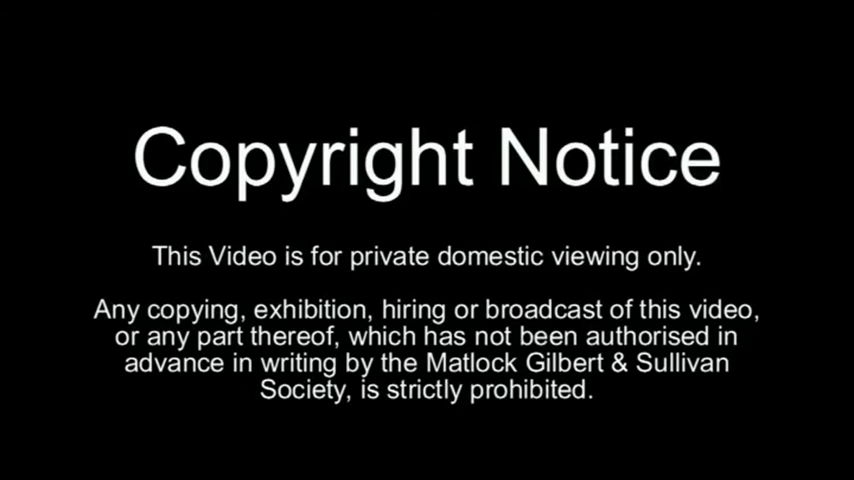 Copyright Notice
This Video is for private domestic viewing only.
Any copying, exhibition, hiring or broadcast of this video,
or any part thereof, which has not been authorised in
advance in writing by the Matlock Gilbert & Sullivan
Society, is strictly prohibited.